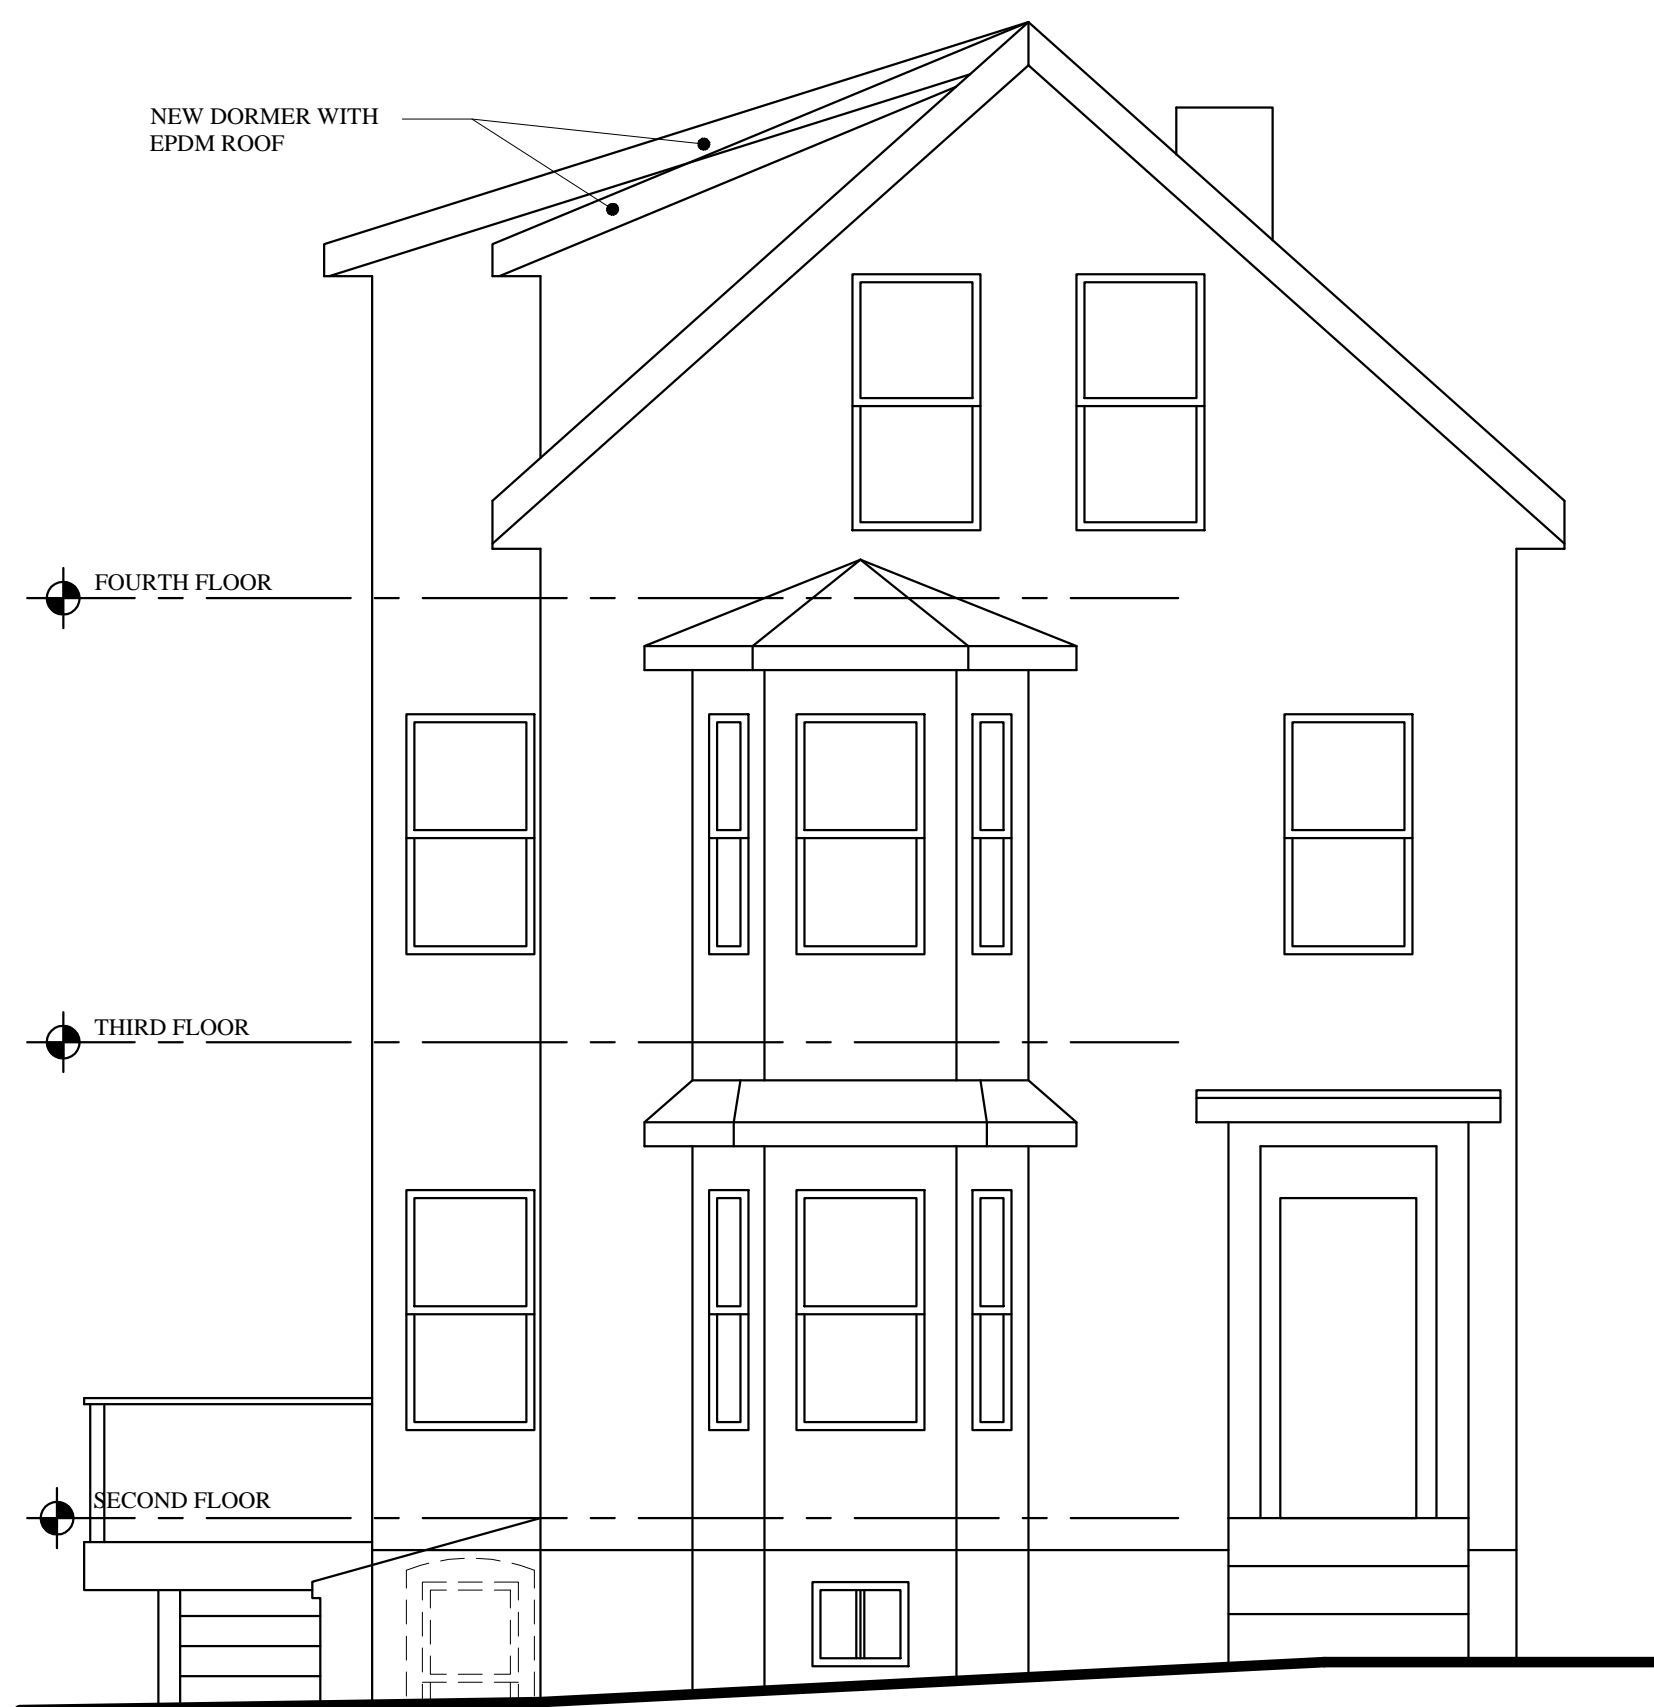 NEW DORMER WITH
EPDM ROOF
FOURTH FLOOR
THIRD FLOOR
SECOND FLOOR